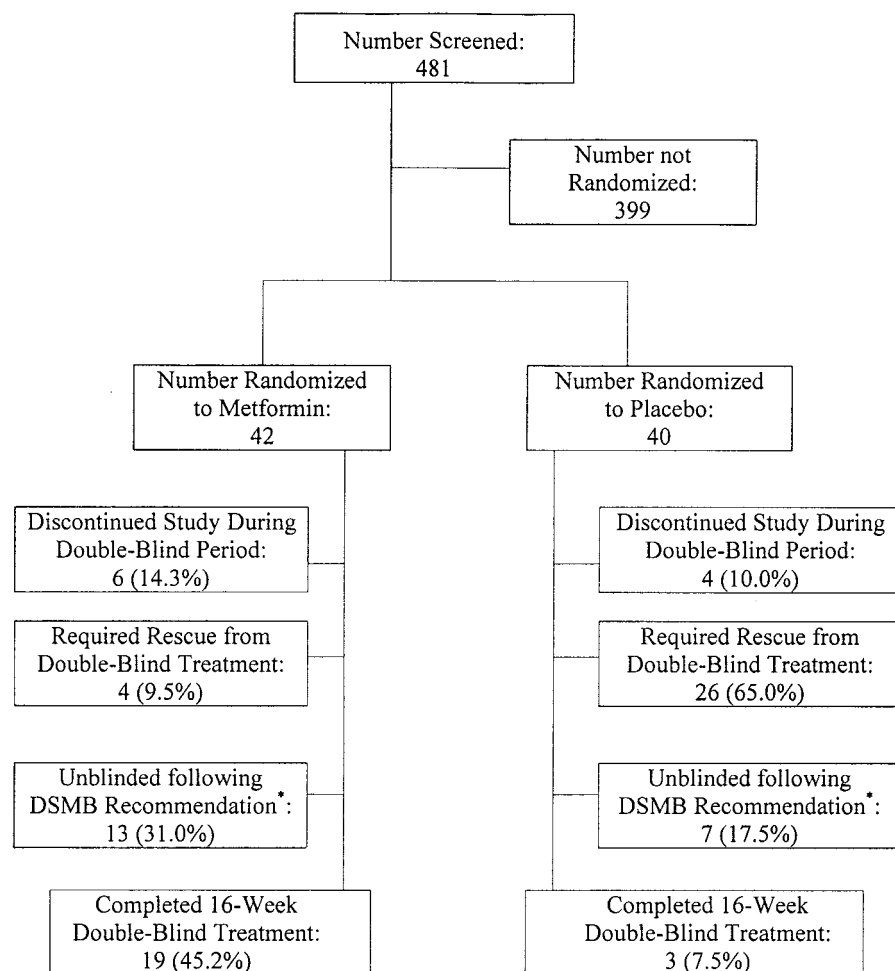 Number Screened:
481
Number not
Randomized:
399
Number Randomized
to Metformin:
42
Number Randomized
to Placebo:
40
Discontinued Study During
Double-Blind Period:
6 (14.3%)
Discontinued Study During
Double-Blind Period:
4 (10.0%)
Required Rescue from
Double-Blind Treatment:
4 (9.5%)
Required Rescue from
Double-Blind Treatment:
26 (65.0%)
Unblinded following
DSMB Recommendation*:
13 (31.0%)
Unblinded following
DSMB Recommendation*:
7 (17.5%)
Completed 16-Week
Double-Blind Treatment:
19 (45.2%)
Completed 16-Week
Double-Blind Treatment:
3 (7.5%)